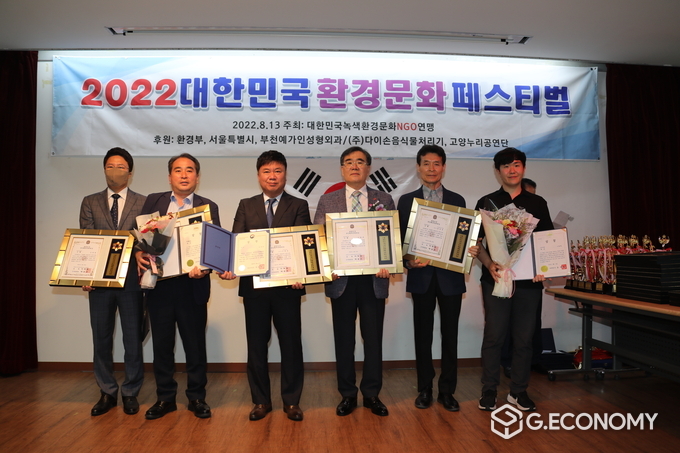 2022대한민국 환경문화 페스티벌
2022.8.13 주최 : 대한민국녹색환경문화NGO연맹
후원: 환경부, 서울특별시, 부천예가인성형외과/(주)다이손음식물처리기, 고양누리공연단
G.ECONOMY